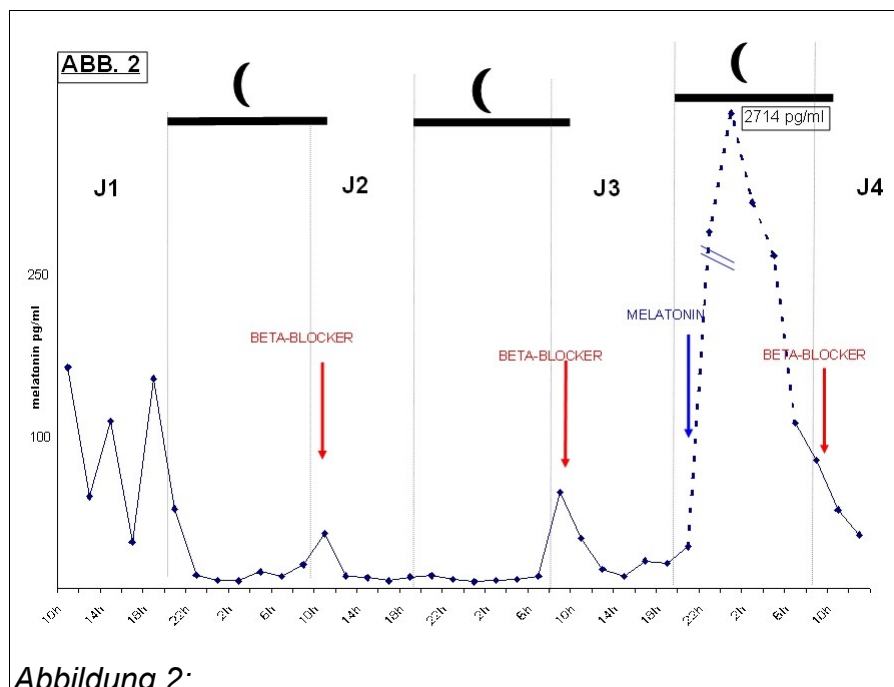 ABB. 2
2714 pg/ml
J1
J2
J3
J4
250
MELATONIN
BETA-BLOCKER
BETA-BLOCKER
BETA-BLOCKER
melatonin pg/ml
100
10h 14h 18h 22h 2h 6h 10h 14h 18h 22h 2h 6h 10h 14h 18h 22h 2h 6h 10h
Abbildung 2: